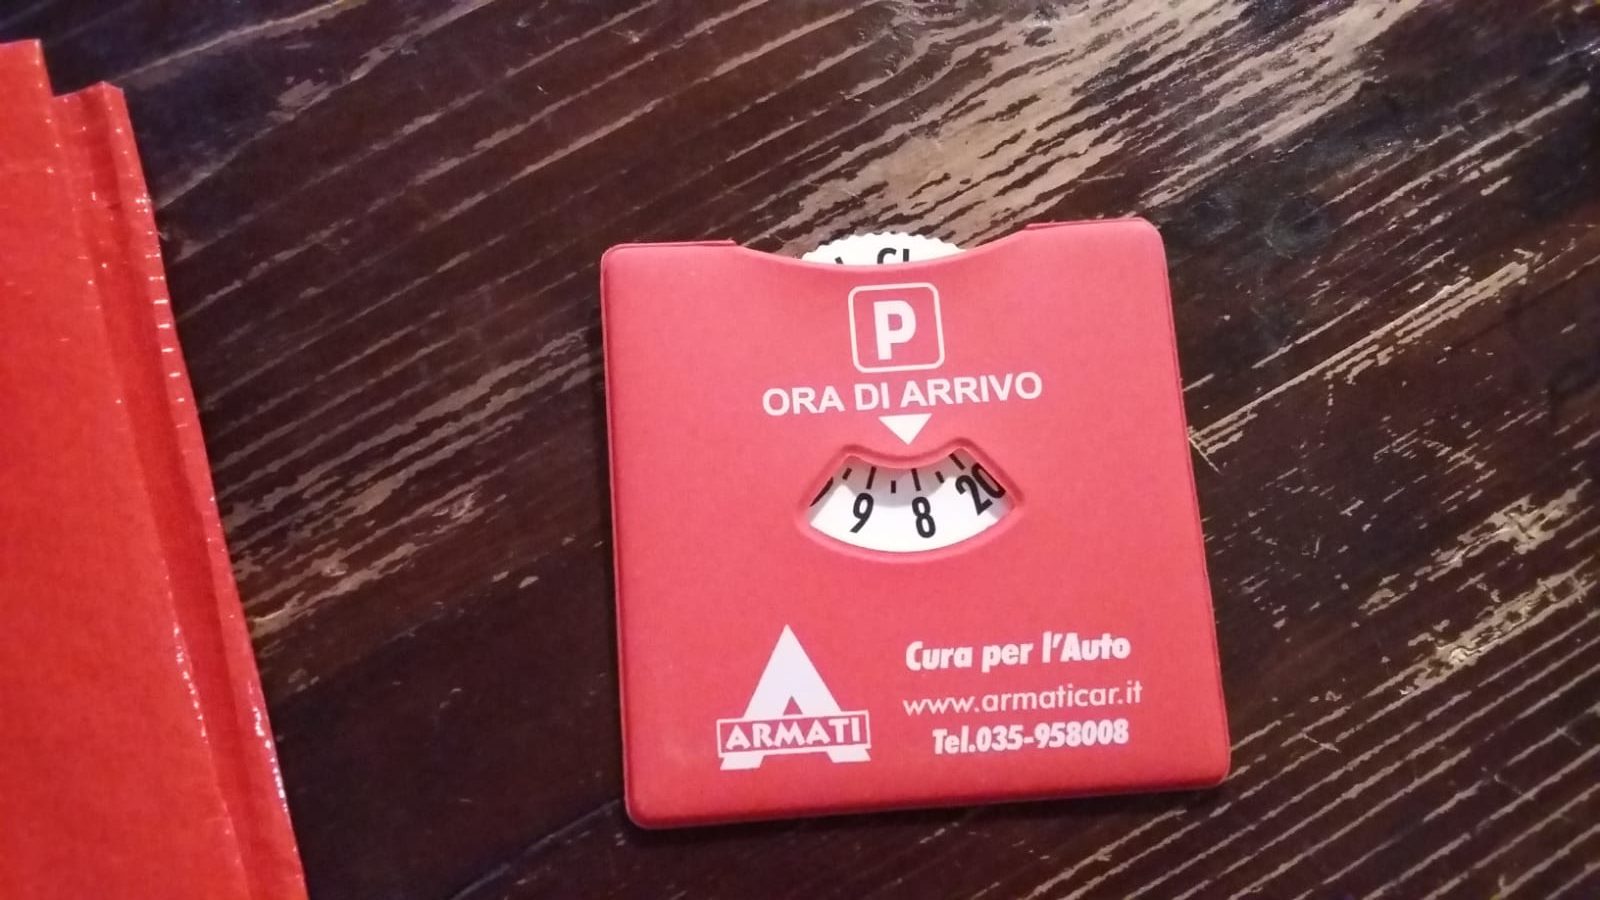 P
ORA DI ARRIVO
9 8 20
ARMATI
Cura per l'Auto
www.armaticar.it
Tel.035-958008